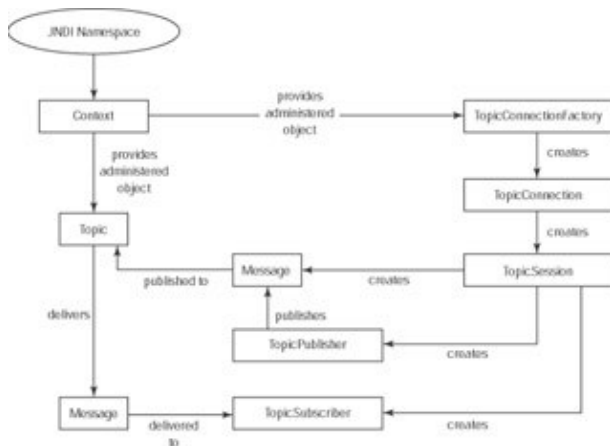 JNDI Namespace
Context
provides
administered
object
TopicConnectionFactory
provides
administered
object
creates
TopicConnection
creates
Topic
Message
TopicSession
published to
creates
delivers
publishes
TopicPublisher
creates
Message
TopicSubscriber
delivered
to
creates